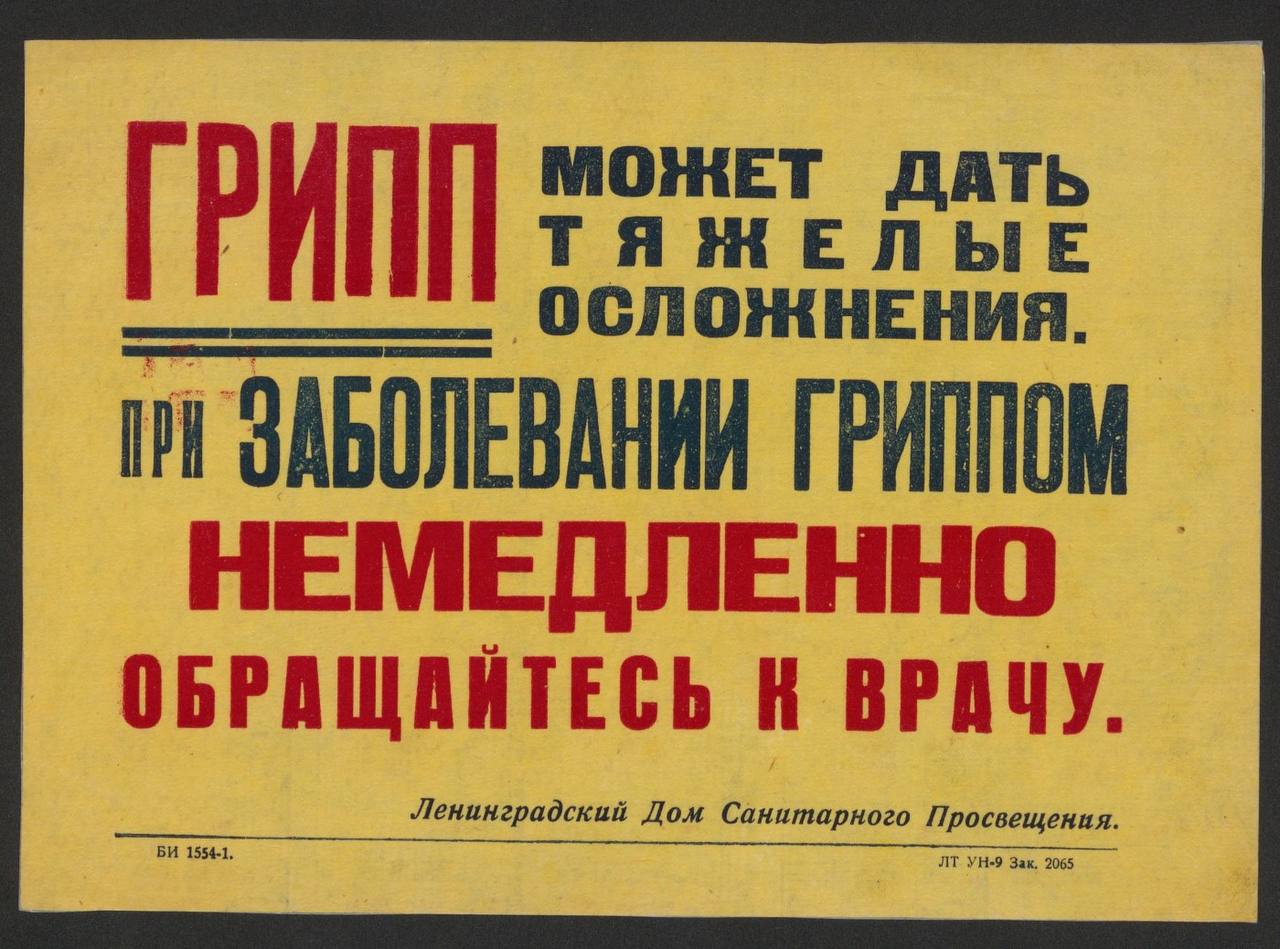 ГРИПП
МОЖЕТ ДАТЬ
ТЯЖЕЛЫЕ
ОСЛОЖНЕНИЯ.
ПРИ ЗАБОЛЕВАНИИ ГРИППОМ
НЕМЕДЛЕННО
ОБРАЩАЙТЕСЬ К ВРАЧУ.
Ленинградский Дом Санитарного Просвещения.
БИ 1554-1.
ЛТ УН-9 Зак. 2065